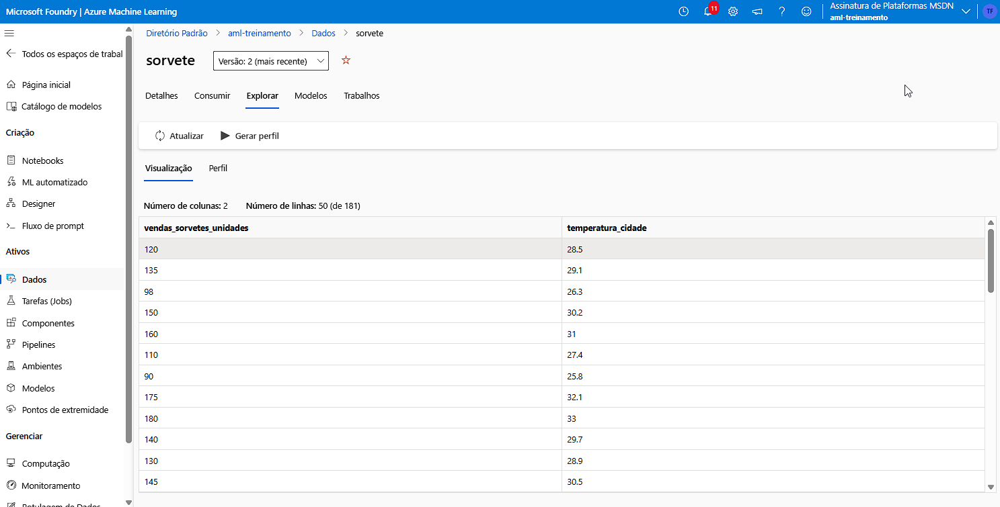 Microsoft Foundry | Azure Machine Learning
11
Assinatura de Plataformas MSDN
aml-treinamento
TF
Todos os espaços de trabal
Página inicial
Catálogo de modelos
Criação
Notebooks
ML automatizado
Designer
Fluxo de prompt
Ativos
Dados
Tarefas (Jobs)
Componentes
Pipelines
Ambientes
Modelos
Pontos de extremidade
Gerenciar
Computação
Monitoramento
Rotulagem de Dados
Diretório Padrão > aml-treinamento > Dados > sorvete
sorvete
Versão: 2 (mais recente)
Detalhes Consumir Explorar Modelos Trabalhos
Atualizar Gerar perfil
Visualização Perfil
Número de colunas: 2 Número de linhas: 50 (de 181)
vendas_sorvetes_unidades temperatura_cidade
120 28.5
135 29.1
98 26.3
150 30.2
160 31
110 27.4
90 25.8
175 32.1
180 33
140 29.7
130 28.9
145 30.5